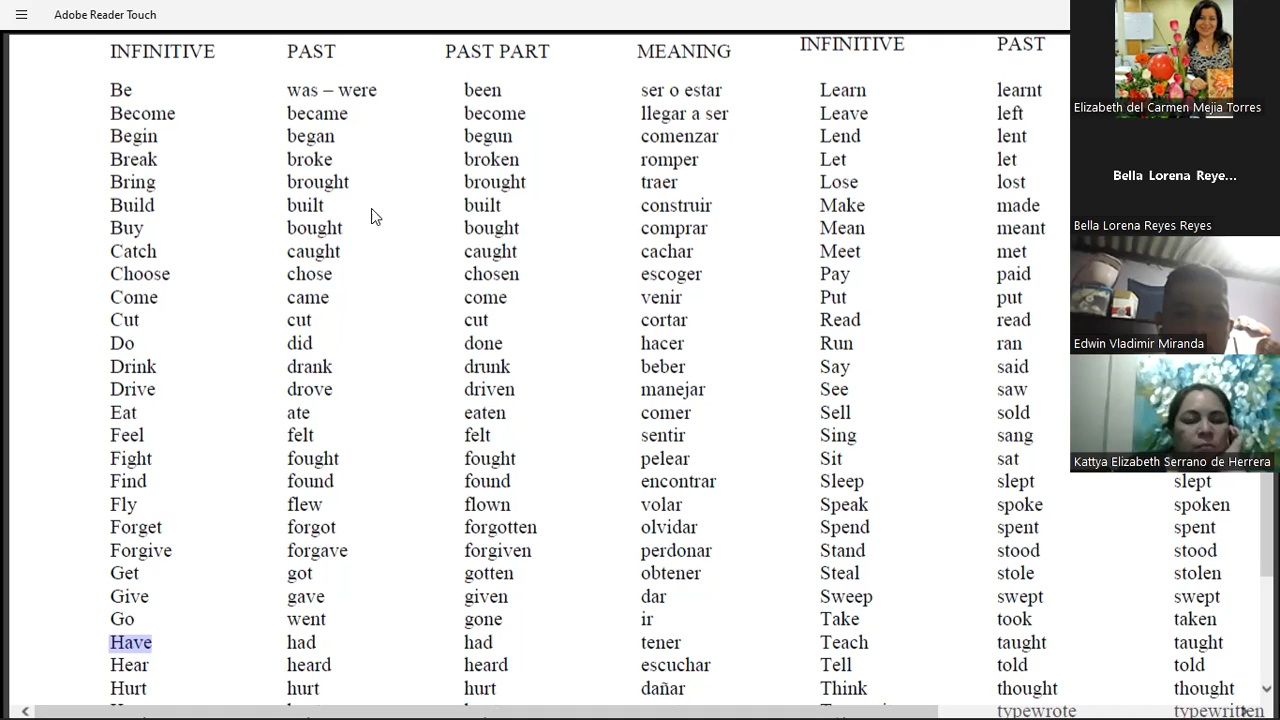 Adobe Reader Touch
INFINITIVE PAST PAST PART MEANING INFINITIVE PAST
Be was – were been ser o estar Learn learnt
Become became become llegar a ser Leave left
Begin began begun comenzar Lend lent
Break broke broken romper Let let
Bring brought brought traer Lose lost
Build built built construir Make made
Buy bought bought comprar Mean meant
Catch caught caught cachar Meet met
Choose chose chosen escoger Pay paid
Come came come venir Put put
Cut cut cut cortar Read read
Do did done hacer Run ran
Drink drank drunk beber Say said
Drive drove driven manejar See saw
Eat ate eaten comer Sell sold
Feel felt felt sentir Sing sang
Fight fought fought pelear Sit sat
Find found found encontrar Sleep slept slept
Fly flew flown volar Speak spoke spoken
Forget forgot forgotten olvidar Spend spent spent
Forgive forgave forgiven perdonar Stand stood stood
Get got gotten obtener Steal stole stolen
Give gave given dar Sweep swept swept
Go went gone ir Take took taken
Have had had tener Teach taught taught
Hear heard heard escuchar Tell told told
Hurt hurt hurt dañar Think thought thought
typewrote typewritten
Elizabeth del Carmen Mejia Torres
Bella Lorena Reye...
Bella Lorena Reyes Reyes
Edwin Vladimir Miranda
Kattya Elizabeth Serrano de Herrera